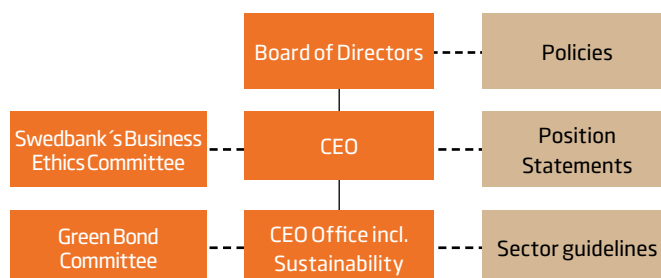 Board of Directors
Policies
Swedbank´s Business
Ethics Committee
CEO
Position
Statements
Green Bond
Committee
CEO Office incl.
Sustainability
Sector guidelines